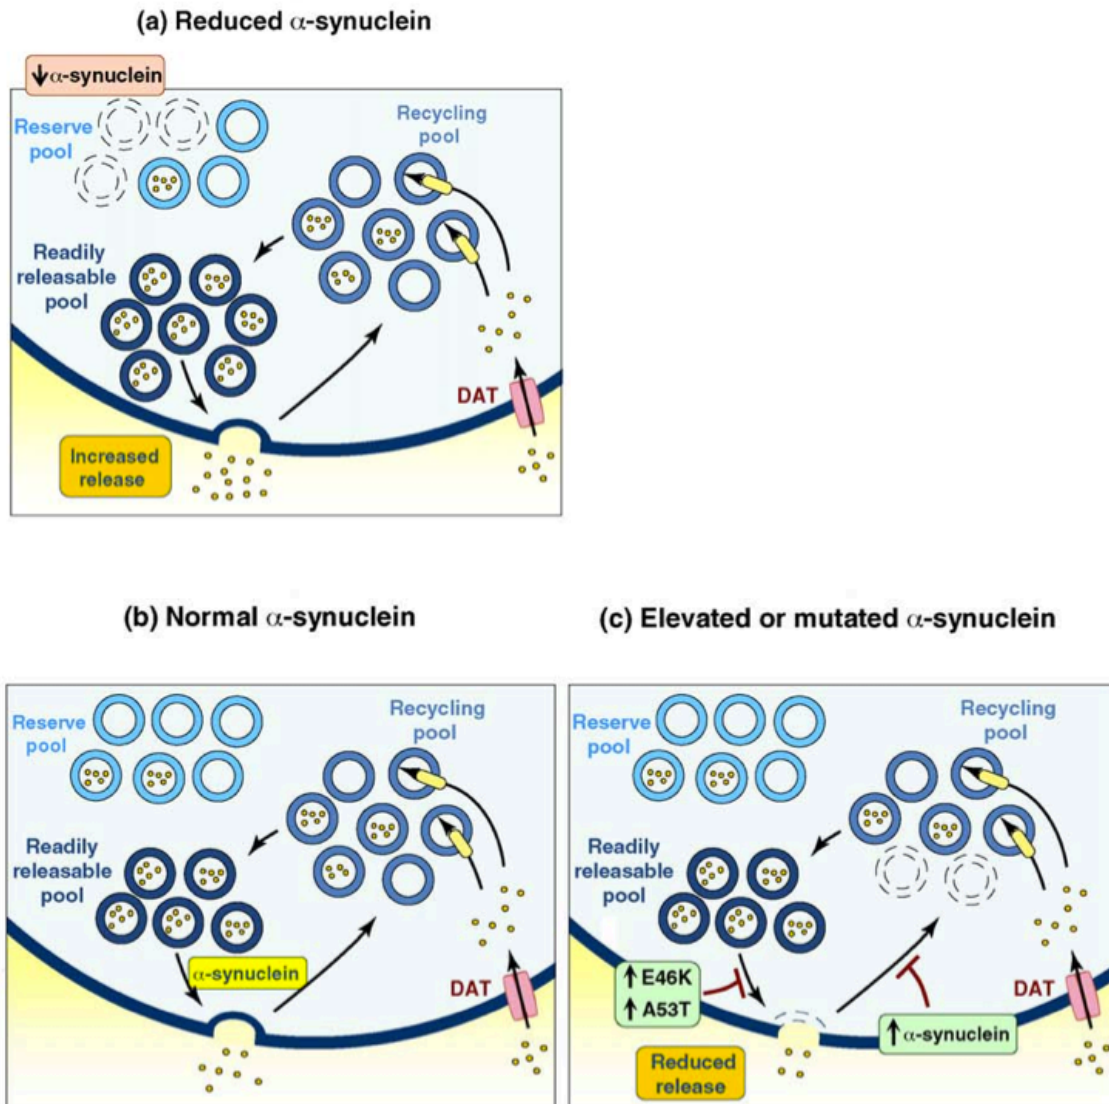 (a) Reduced α-synuclein
↓α-synuclein
Reserve
pool
Recycling
pool
Readily
releasable
pool
DAT
Increased
release
(b) Normal α-synuclein
Reserve
pool
Recycling
pool
Readily
releasable
pool
α-synuclein
DAT
(c) Elevated or mutated α-synuclein
Reserve
pool
Recycling
pool
Readily
releasable
pool
↑ E46K
↑ A53T
DAT
↑ α-synuclein
Reduced
release